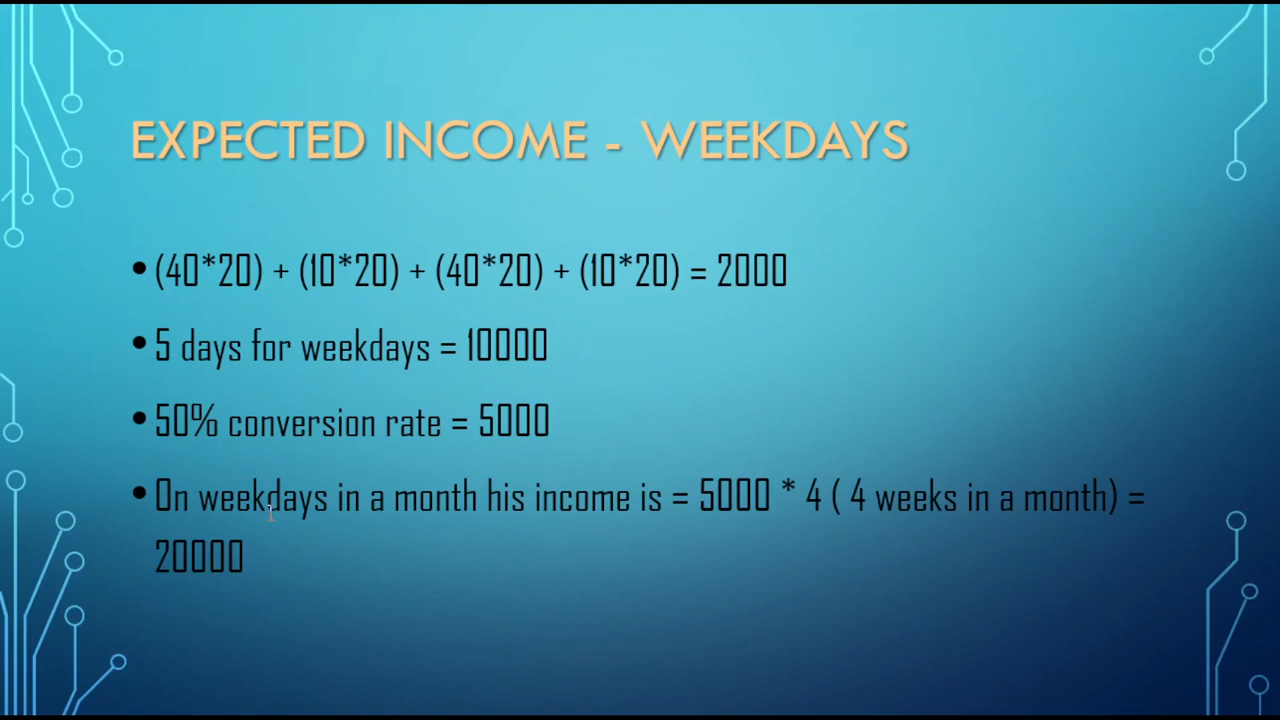 EXPECTED INCOME - WEEKDAYS
• (40*20) + (10*20) + (40*20) + (10*20) = 2000
• 5 days for weekdays = 10000
• 50% conversion rate = 5000
• On weekdays in a month his income is = 5000 * 4 ( 4 weeks in a month) =
20000